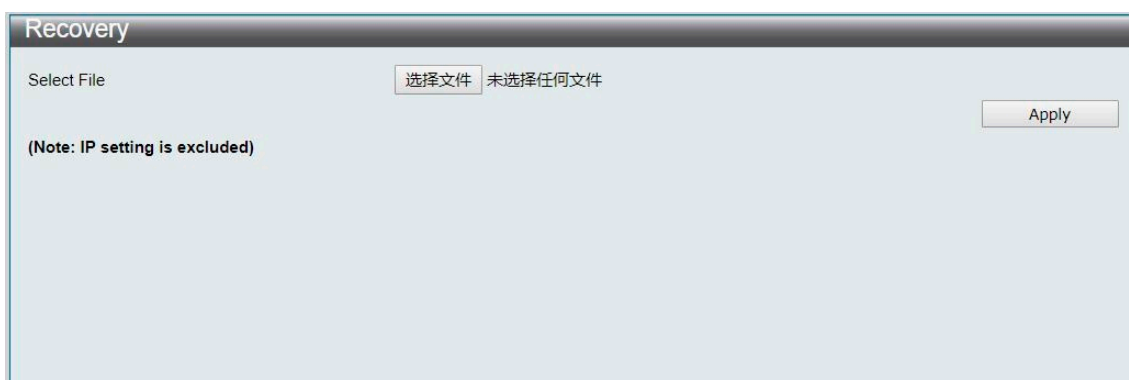 Recovery
Select File 选择文件 未选择任何文件
Apply
(Note: IP setting is excluded)